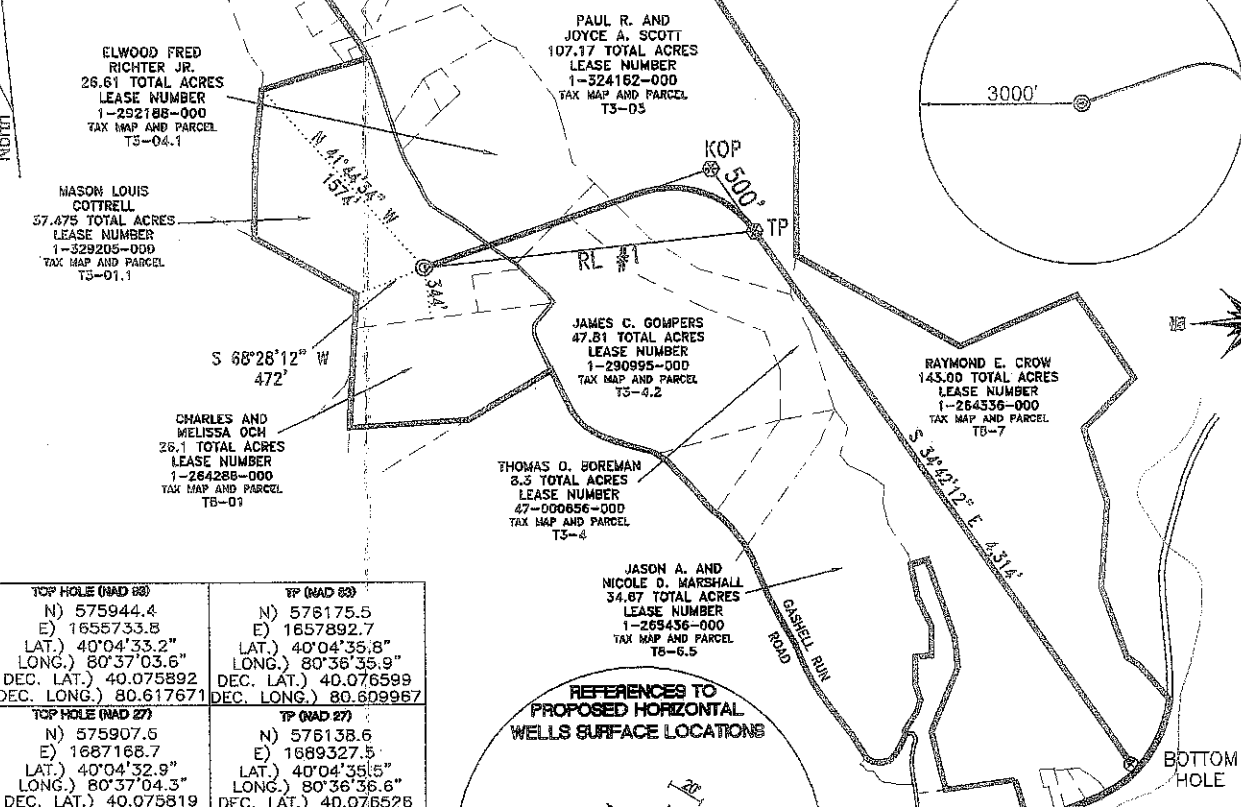 ELWOOD FRED
RICHTER JR.
26.61 TOTAL ACRES
LEASE NUMBER
1-292188-000
TAX MAP AND PARCEL
T3-04.1
PAUL R. AND
JOYCE A. SCOTT
107.17 TOTAL ACRES
LEASE NUMBER
1-324162-000
TAX MAP AND PARCEL
T3-03
3000'
MASON LOUIS
COTTRELL
37.475 TOTAL ACRES
LEASE NUMBER
1-329205-000
TAX MAP AND PARCEL
T3-01.1
N 41°44'54" W
1574'
KOP
500'
TP
RL #1
344'
S 68°28'12" W
472'
JAMES C. GOMPERS
47.81 TOTAL ACRES
LEASE NUMBER
1-290995-000
TAX MAP AND PARCEL
T3-4.2
RAYMOND E. CROW
143.00 TOTAL ACRES
LEASE NUMBER
1-264336-000
TAX MAP AND PARCEL
T8-7
CHARLES AND
MELISSA OCH
26.1 TOTAL ACRES
LEASE NUMBER
1-264288-000
TAX MAP AND PARCEL
T8-01
THOMAS O. BOREMAN
8.3 TOTAL ACRES
LEASE NUMBER
47-000656-000
TAX MAP AND PARCEL
T3-4
S 34°42'12" E 4,314'
JASON A. AND
NICOLE D. MARSHALL
34.67 TOTAL ACRES
LEASE NUMBER
1-265436-000
TAX MAP AND PARCEL
T8-6.5
GASHELL RUN
ROAD
BOTTOM
HOLE
TOP HOLE (NAD 83)
N) 575944.4
E) 1655733.8
LAT.) 40°04'33.2"
LONG.) 80°37'03.6"
DEC. LAT.) 40.075892
DEC. LONG.) 80.617671
TP (NAD 83)
N) 576175.5
E) 1657892.7
LAT.) 40°04'35.8"
LONG.) 80°36'35.9"
DEC. LAT.) 40.076599
DEC. LONG.) 80.609967
TOP HOLE (NAD 27)
N) 575907.6
E) 1687168.7
LAT.) 40°04'32.9"
LONG.) 80°37'04.3"
DEC. LAT.) 40.075819
TP (NAD 27)
N) 576138.6
E) 1689327.5
LAT.) 40°04'35.5"
LONG.) 80°36'36.6"
DEC. LAT.) 40.076526
REFERENCES TO
PROPOSED HORIZONTAL
WELLS SURFACE LOCATIONS
20'